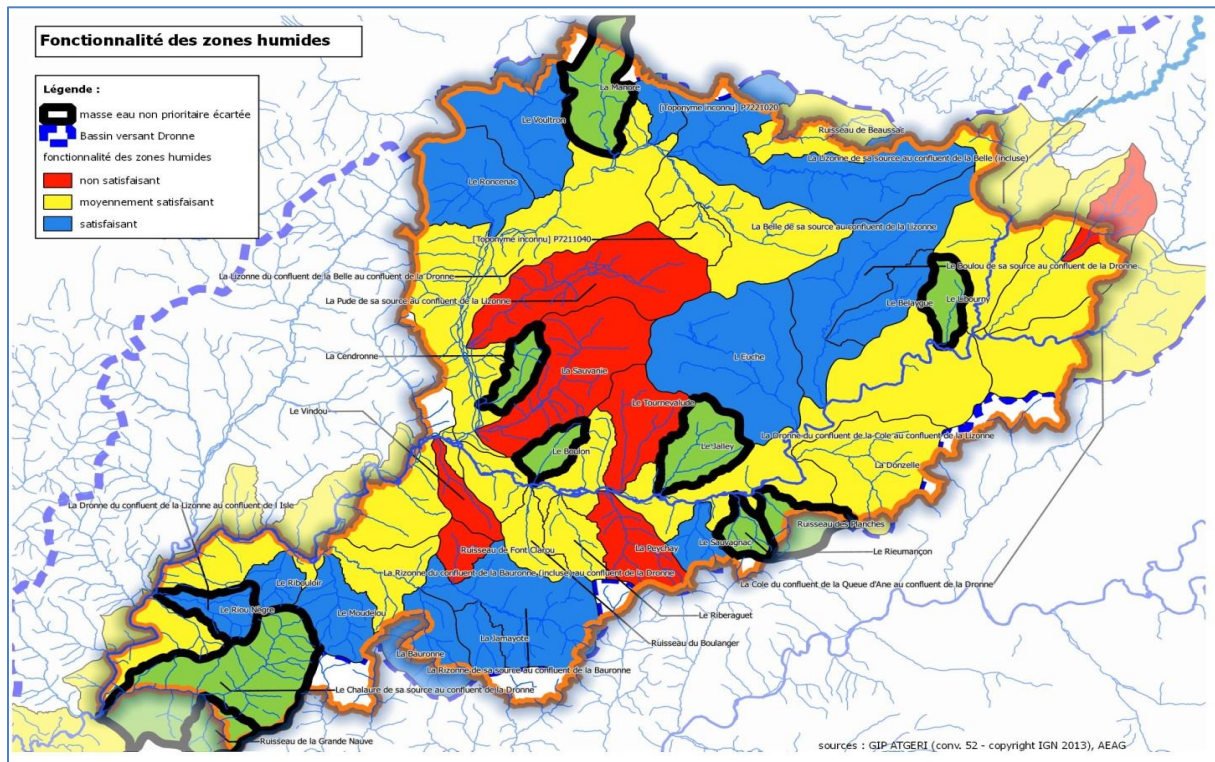 Fonctionnalité des zones humides
Légende :
masse eau non prioritaire écartée
Bassin versant Dronne
fonctionnalité des zones humides
non satisfaisant
moyennement satisfaisant
satisfaisant
La Manore
[Toponyme inconnu] P7221020
Le Voultron
Ruisseau de Beaussac
La Lizonne de sa source au confluent de la Belle (incluse)
Le Roncenac
La Belle de sa source au confluent de la Lizonne
[Toponyme inconnu] P7211040
Le Boulou de sa source au confluent de la Dronne
La Lizonne du confluent de la Belle au confluent de la Dronne
Le Belaygue
La Pude de sa source au confluent de la Lizonne
L Euche
La Cendronne
La Sauvanie
Le Tournevalude
Le Vindou
La Dronne du confluent de la Cole au confluent de la Lizonne
Le Jalley
Le Boulon
La Donzelle
La Dronne du confluent de la Lizonne au confluent de l Isle
Ruisseau des Planches
Le Sauvagnac
La Peychay
Ruisseau de Font Clarou
Le Rieumançon
La Rizonne du confluent de la Bauronne (incluse) au confluent de la Dronne
Le Ribouloir
La Cole du confluent de la Queue d'Ane au confluent de la Dronne
Le Riou Nègre
Le Moudelou
Le Riberaguet
La Jamayote
Ruisseau du Boulanger
La Bauronne
La Rizonne de sa source au confluent de la Bauronne
Le Chalaure de sa source au confluent de la Dronne
Ruisseau de la Grande Nauve
sources : GIP ATGERI (conv. 52 - copyright IGN 2013), AEAG